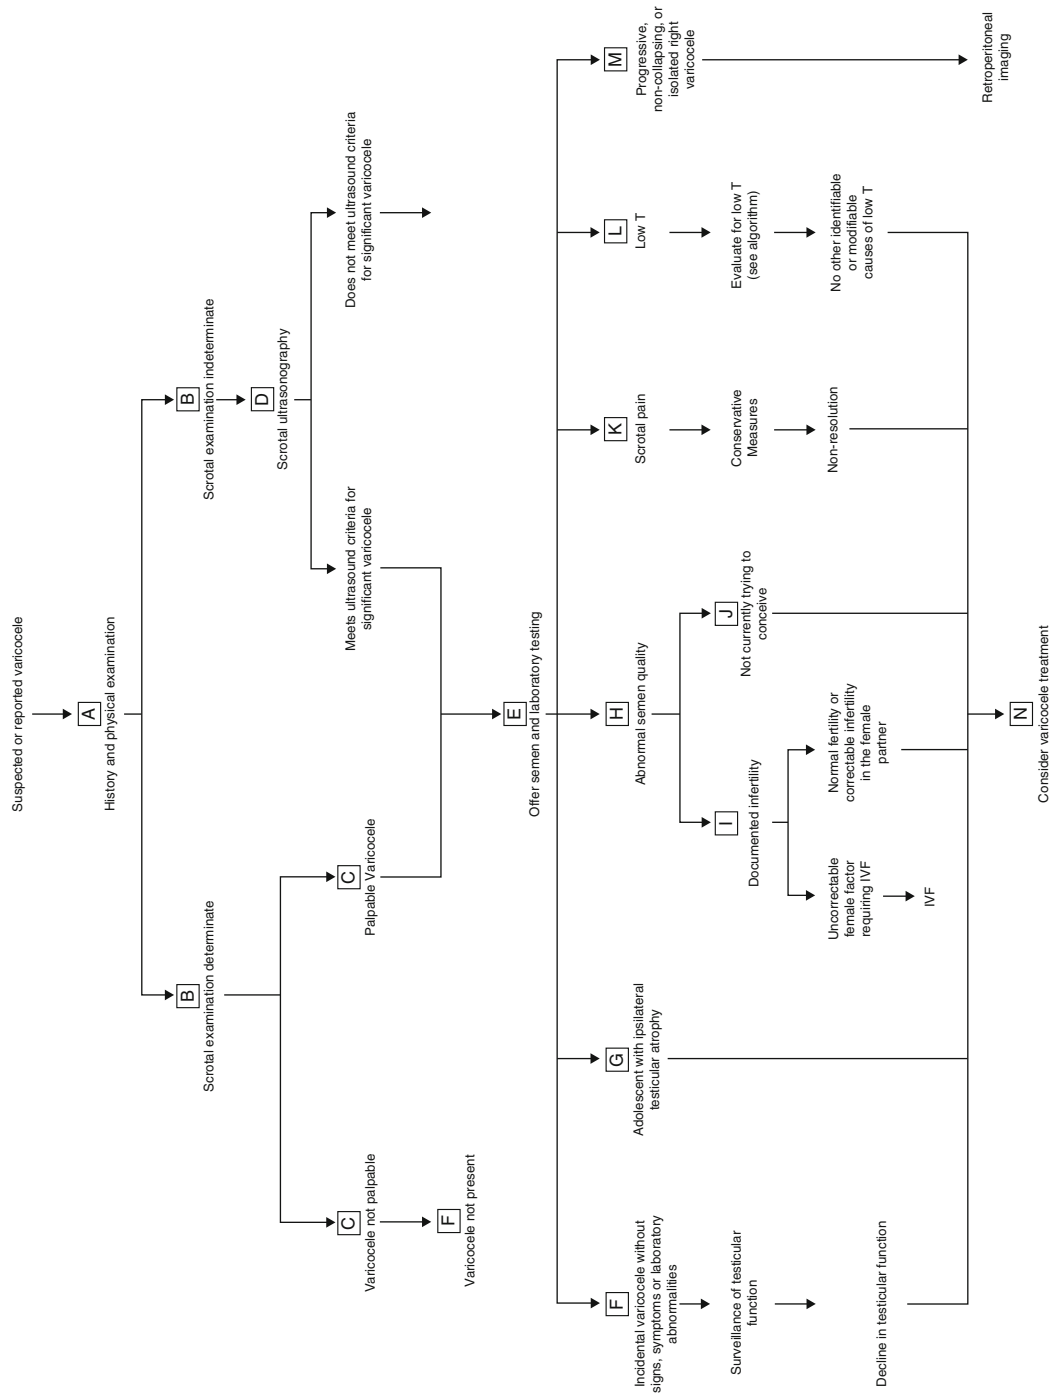 Suspected or reported varicocele
A
History and physical examination
B
Scrotal examination determinate
B
Scrotal examination indeterminate
C
Varicocele not palpable
C
Palpable Varicocele
D
Scrotal ultrasonography
F
Varicocele not present
Meets ultrasound criteria for
significant varicocele
Does not meet ultrasound criteria
for significant varicocele
E
Offer semen and laboratory testing
F
Incidental varicocele without
signs, symptoms or laboratory
abnormalities
Surveillance of testicular
function
Decline in testicular function
G
Adolescent with ipsilateral
testicular atrophy
H
Abnormal semen quality
I
Documented infertility
Uncorrectable
female factor
requiring IVF
IVF
Normal fertility or
correctable infertility
in the female
partner
J
Not currently trying to
conceive
K
Scrotal pain
Conservative
Measures
Non-resolution
L
Low T
Evaluate for low T
(see algorithm)
No other identifiable
or modifiable
causes of low T
M
Progressive,
non-collapsing, or
isolated right
varicocele
Retroperitoneal
imaging
N
Consider varicocele treatment